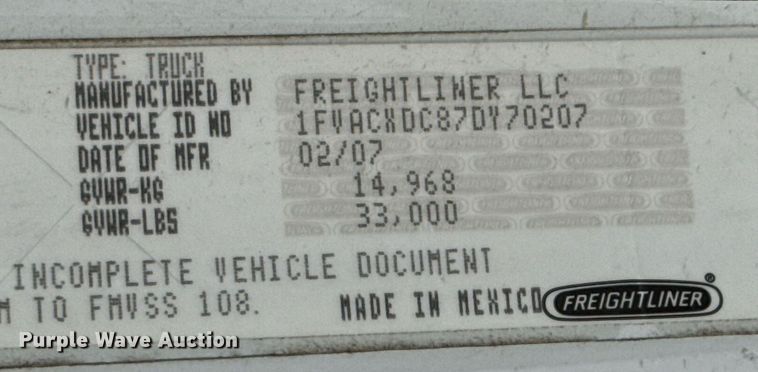 TYPE: TRUCK
MANUFACTURED BY FREIGHTLINER LLC
VEHICLE ID NO 1FVACXDC87DY70207
DATE OF MFR 02/07
GVWR-KG 14,968
GVWR-LBS 33,000
INCOMPLETE VEHICLE DOCUMENT
TO FMVSS 108. MADE IN MEXICO FREIGHTLINER®
Purple Wave Auction